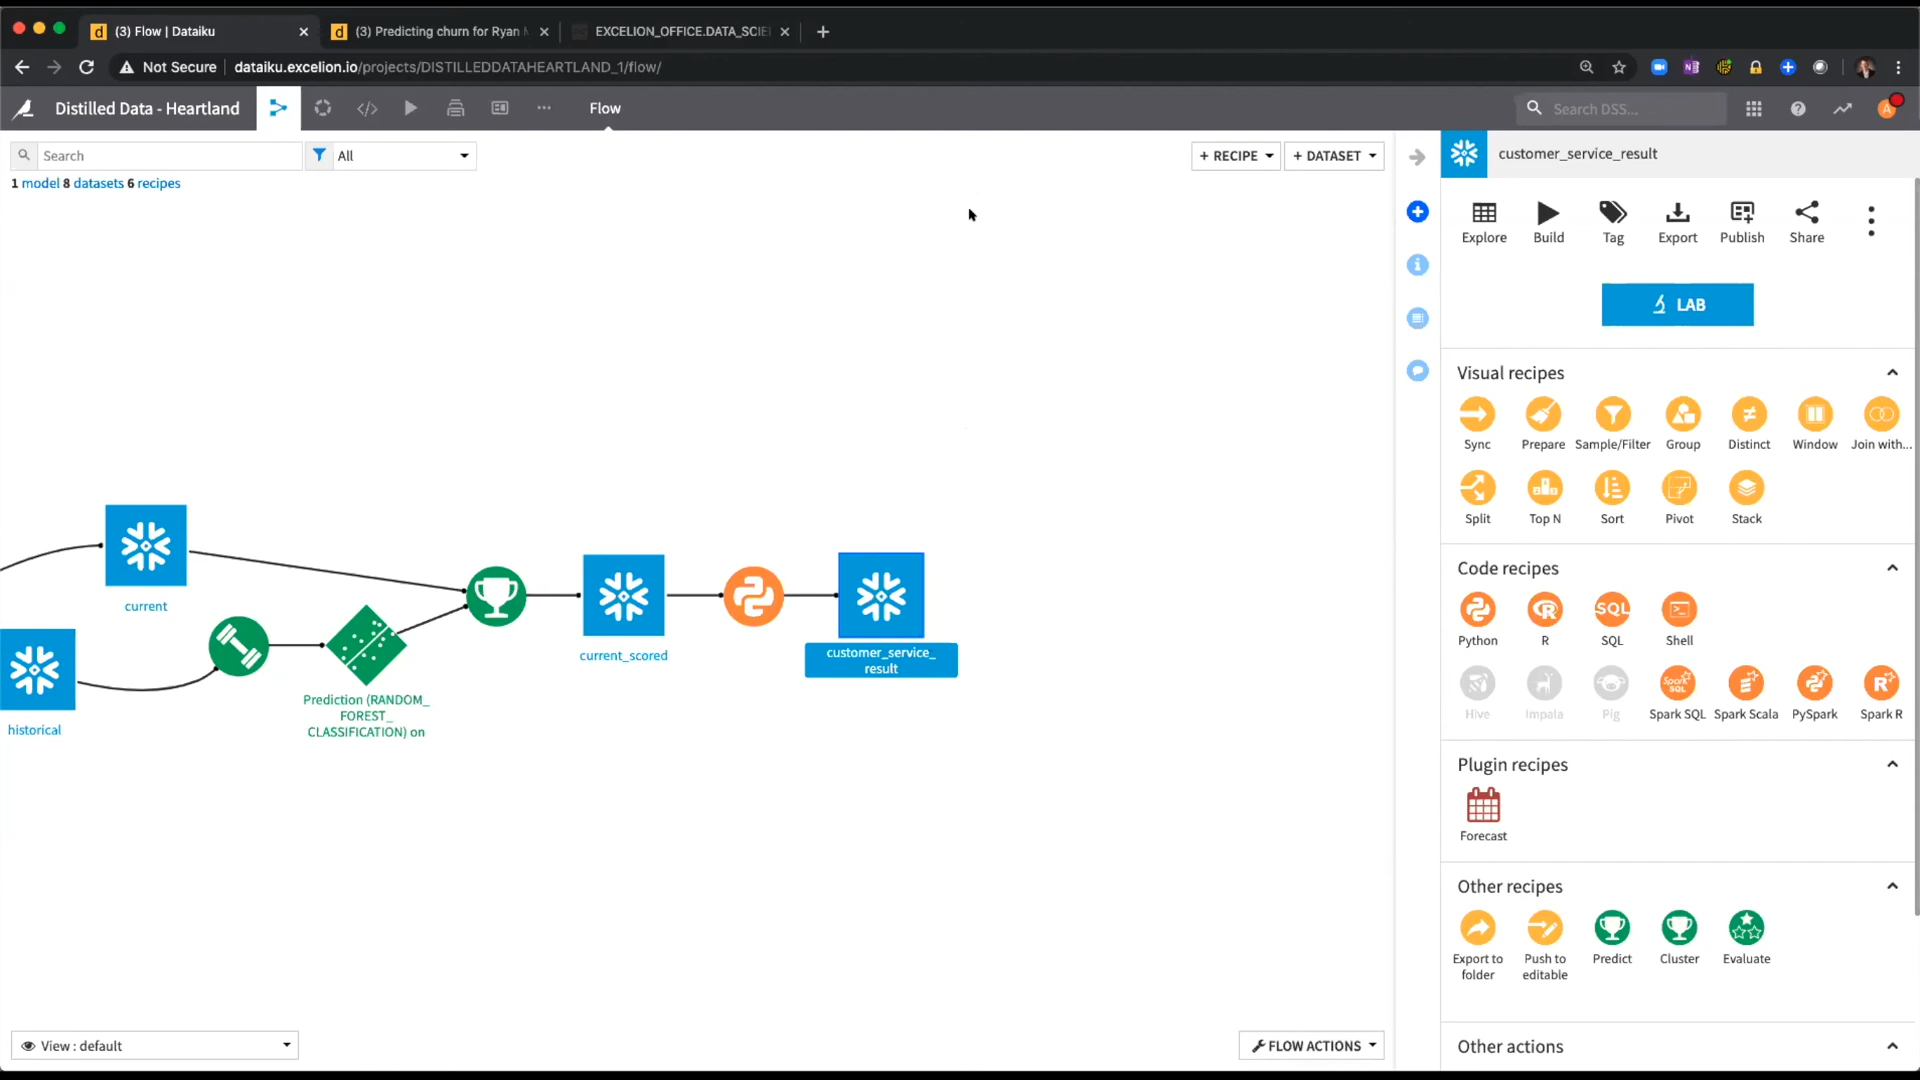 (3) Flow | Dataiku
(3) Predicting churn for Ryan
EXCELION_OFFICE.DATA_SCIE
Not Secure
dataiku.excelion.io/projects/DISTILLEDDATAHEARTLAND_1/flow/
Distilled Data - Heartland
Flow
Search DSS...
A
Search
All
+ RECIPE
+ DATASET
1 model 8 datasets 6 recipes
current
historical
Prediction (RANDOM_
FOREST_
CLASSIFICATION) on
current_scored
customer_service_
result
View : default
FLOW ACTIONS
customer_service_result
Explore
Build
Tag
Export
Publish
Share
LAB
Visual recipes
Sync
Prepare
Sample/Filter
Group
Distinct
Window
Join with...
Split
Top N
Sort
Pivot
Stack
Code recipes
SQL
Python
R
SQL
Shell
Spark
SQL
Hive
Impala
Pig
Spark SQL
Spark Scala
PySpark
Spark R
Plugin recipes
Forecast
Other recipes
Export to
folder
Push to
editable
Predict
Cluster
Evaluate
Other actions